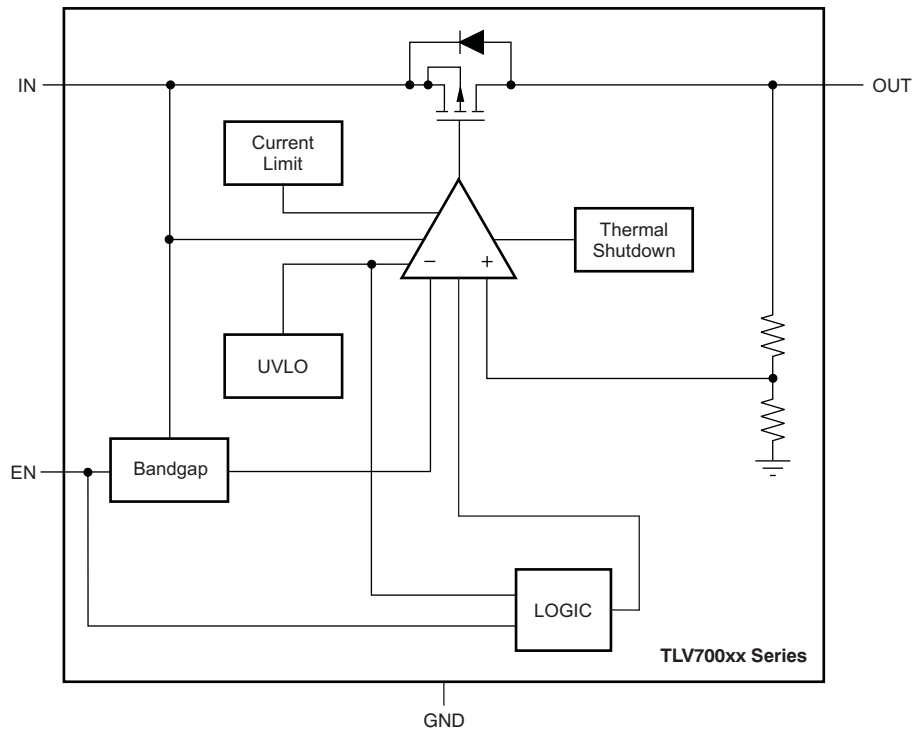 IN
OUT
Current
Limit
Thermal
Shutdown
− +
UVLO
EN
Bandgap
LOGIC
TLV700xx Series
GND